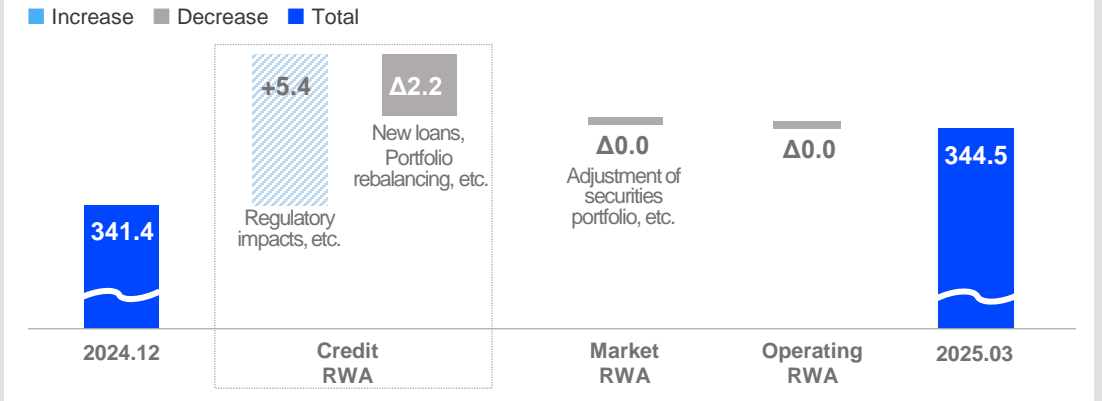 Increase Decrease Total
+5.4
Δ2.2
New loans,
Portfolio
rebalancing, etc.
Regulatory
impacts, etc.
341.4
Δ0.0
Adjustment of
securities
portfolio, etc.
Δ0.0
344.5
2024.12
Credit
RWA
Market
RWA
Operating
RWA
2025.03